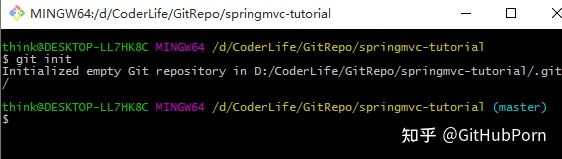 MINGW64:/d/CoderLife/GitRepo/springmvc-tutorial
think@DESKTOP-LL7HK8C MINGW64 /d/CoderLife/GitRepo/springmvc-tutorial
$ git init
Initialized empty Git repository in D:/CoderLife/GitRepo/springmvc-tutorial/.git
/
think@DESKTOP-LL7HK8C MINGW64 /d/CoderLife/GitRepo/springmvc-tutorial (master)
$
知乎 @GitHubPorn